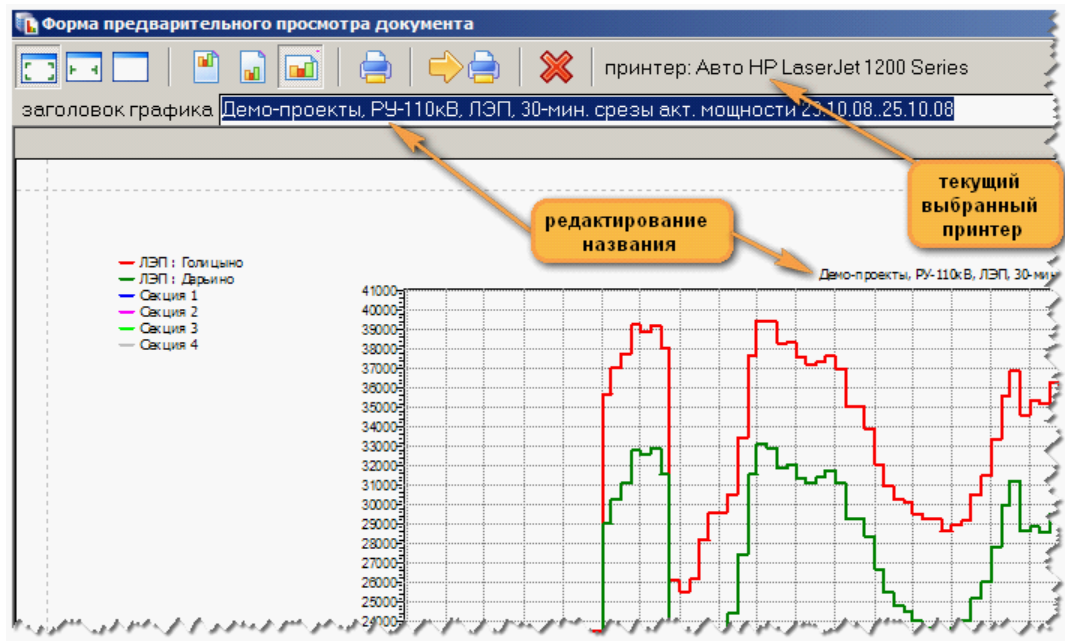 Форма предварительного просмотра документа
принтер: Авто HP LaserJet 1200 Series
заголовок графика Демо-проекты, РУ-110кВ, ЛЭП, 30-мин. срезы акт. мощности 23.10.08..25.10.08
текущий
выбранный
принтер
редактирование
названия
Демо-проекты, РУ-110кВ, ЛЭП, 30-мин
ЛЭП : Голицыно
ЛЭП : Дарьино
Секция 1
Секция 2
Секция 3
Секция 4
41000
40000
39000
38000
37000
36000
35000
34000
33000
32000
31000
30000
29000
28000
27000
26000
25000
24000